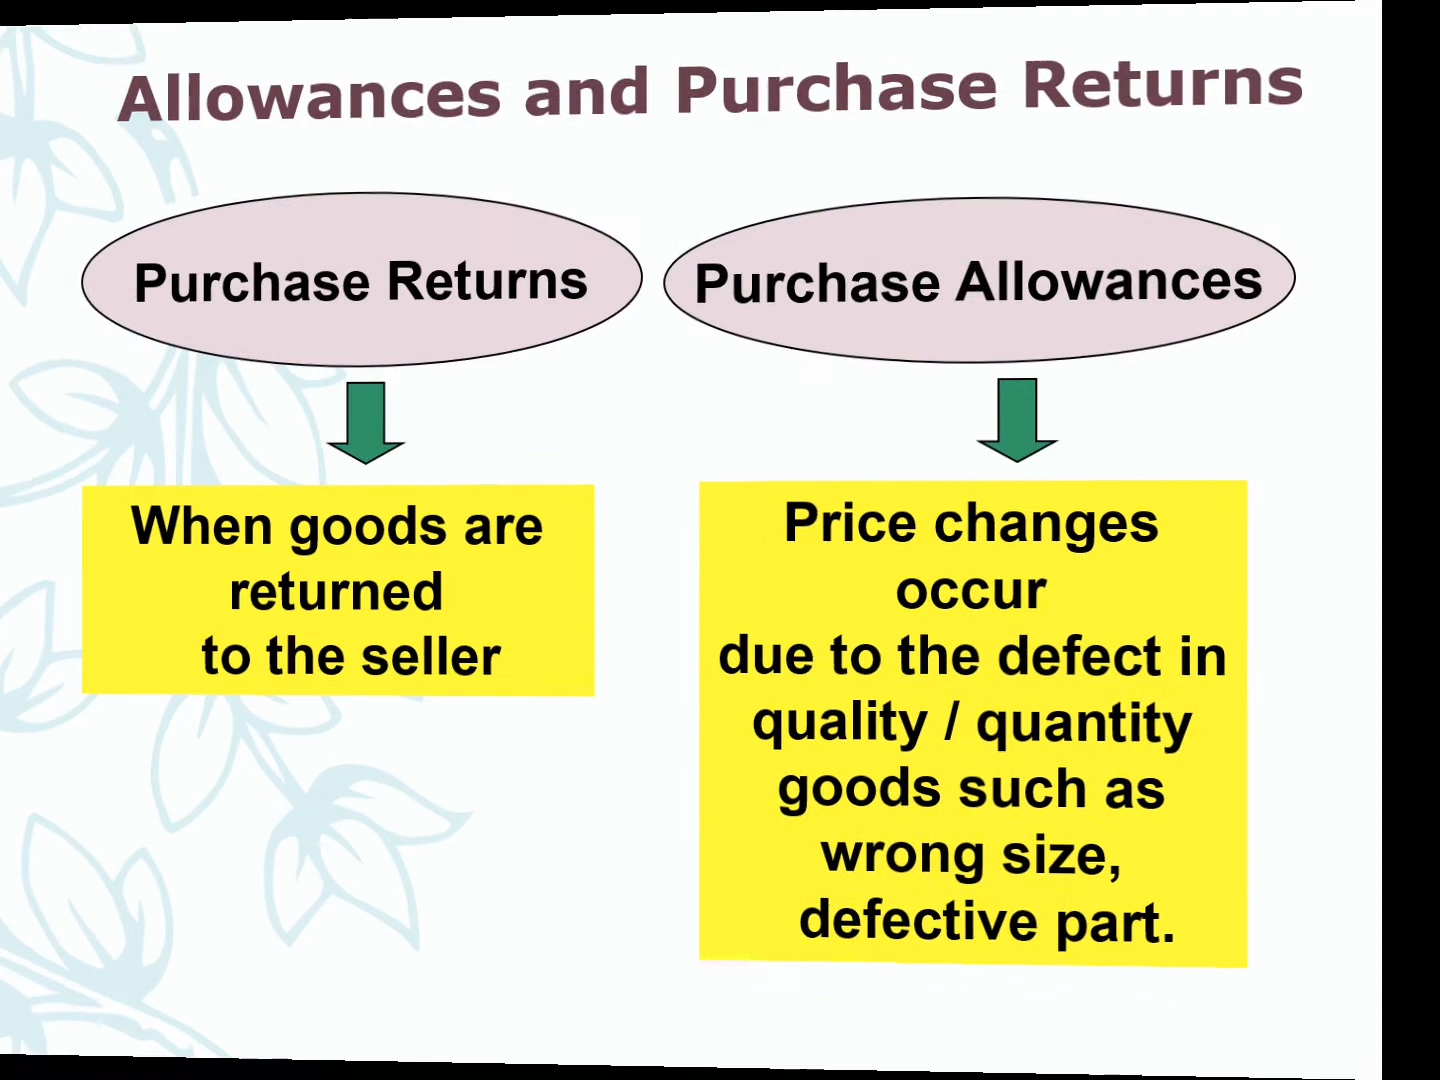 Allowances and Purchase Returns
Purchase Returns
Purchase Allowances
When goods are
returned
to the seller
Price changes
occur
due to the defect in
quality / quantity
goods such as
wrong size,
defective part.